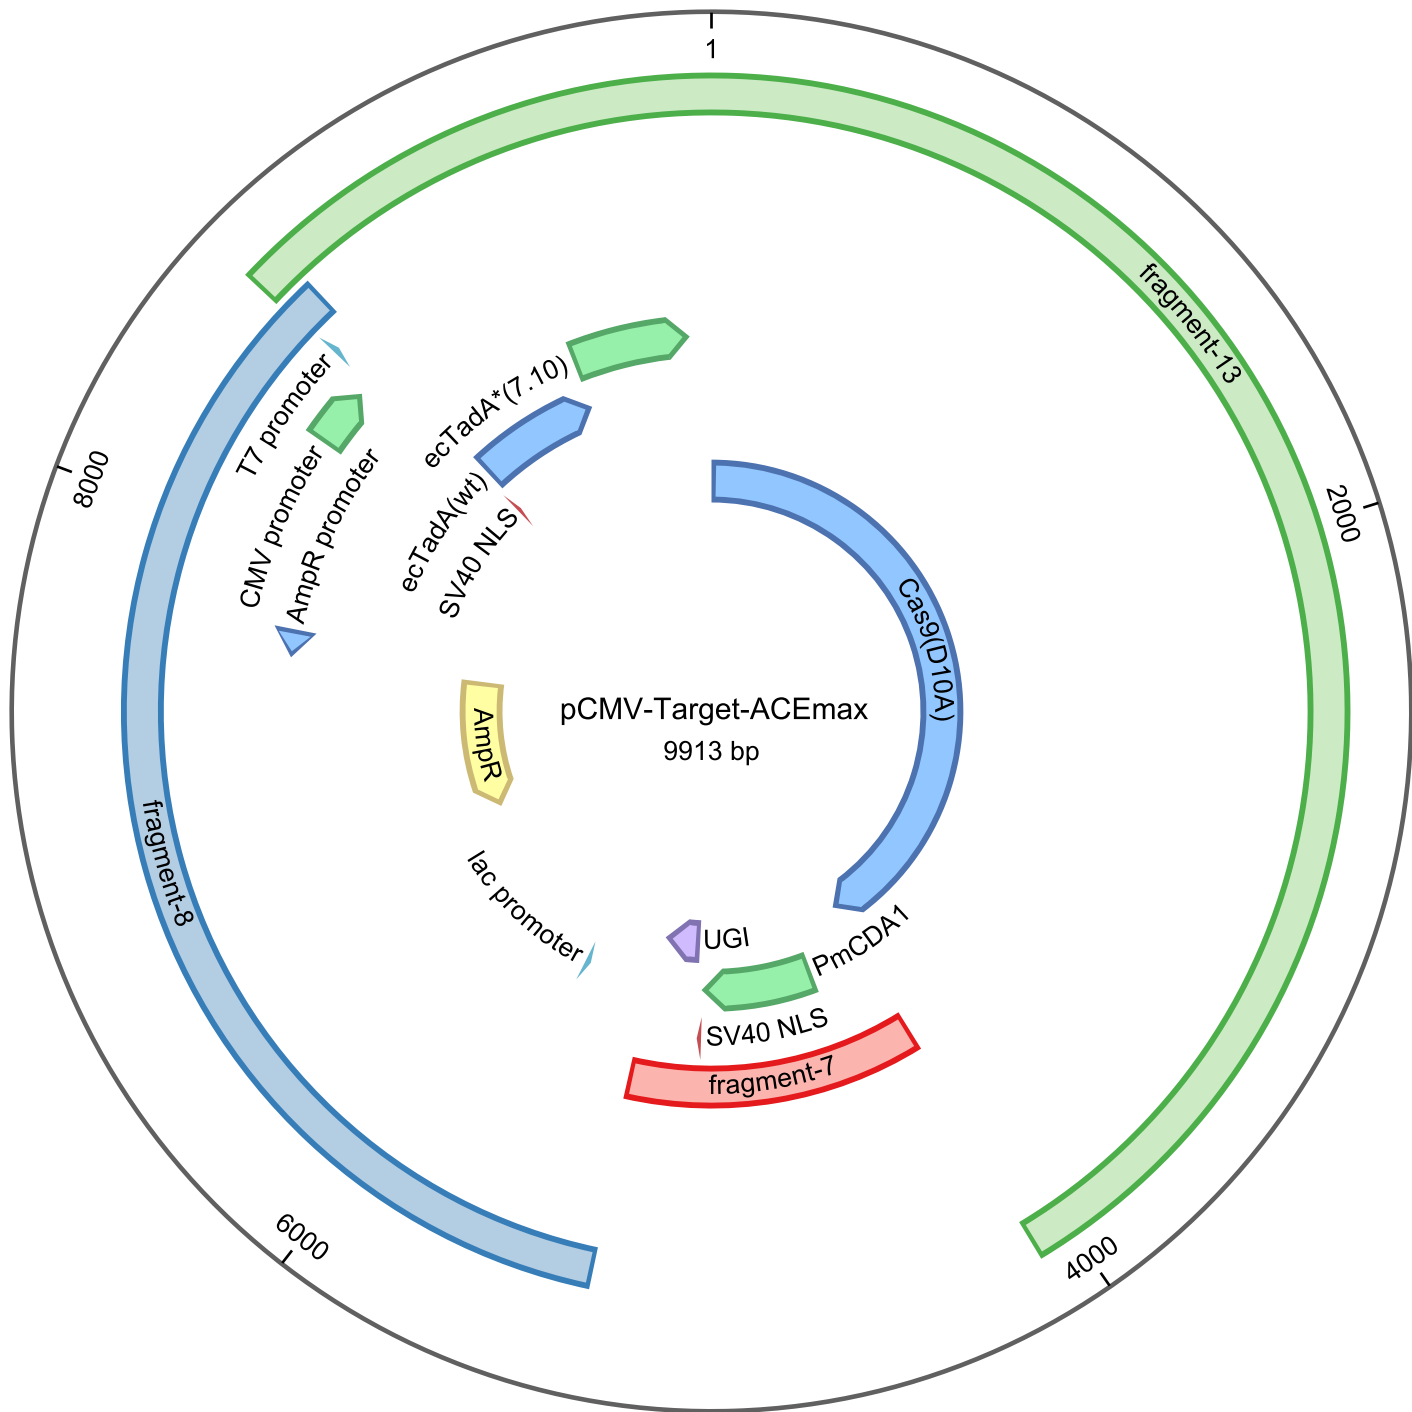 1
fragment-13
2000
T7 promoter
ecTadA*(7.10)
CMV promoter
AmpR promoter
8000
ecTadA(wt)
SV40 NLS
Cas9(D10A)
AmpR
pCMV-Target-ACEmax
9913 bp
fragment-8
lac promoter
UGI
PmCDA1
SV40 NLS
fragment-7
6000
4000